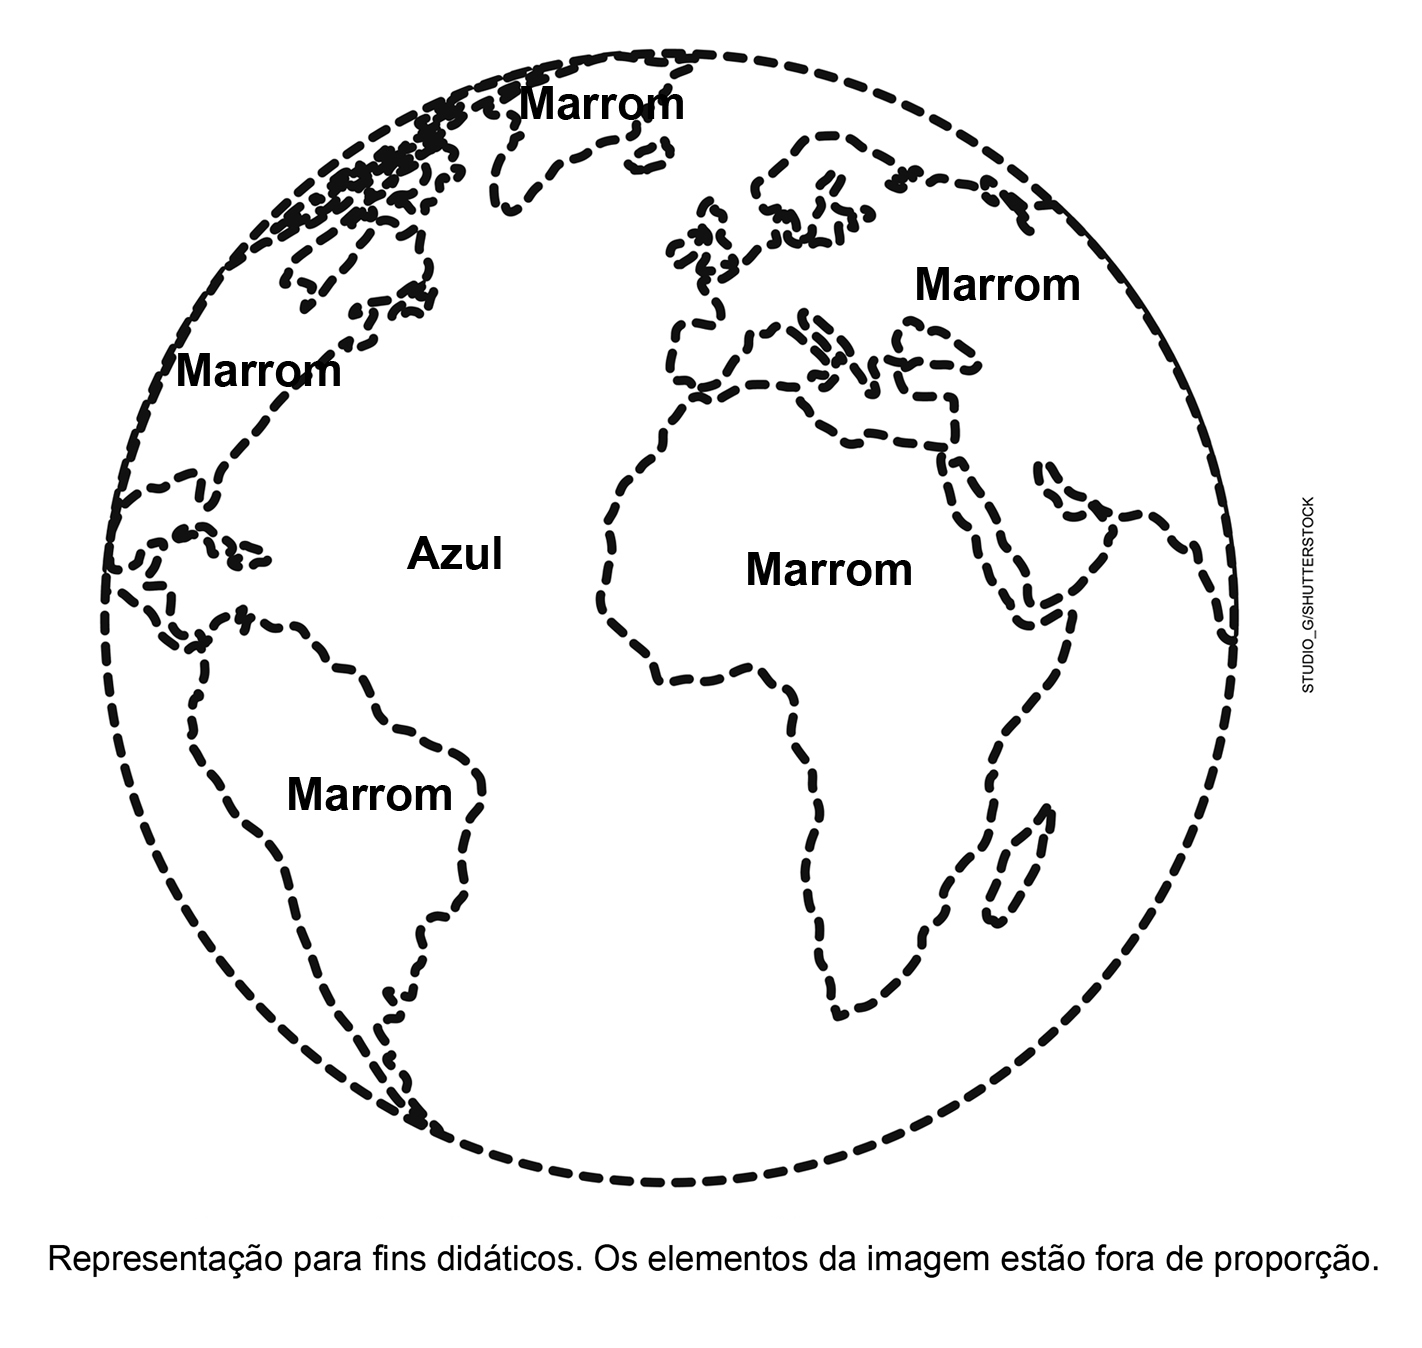 Marrom
Marrom
Marrom
Azul
Marrom
Marrom
STUDIO_G/SHUTTERSTOCK
Representação para fins didáticos. Os elementos da imagem estão fora de proporção.